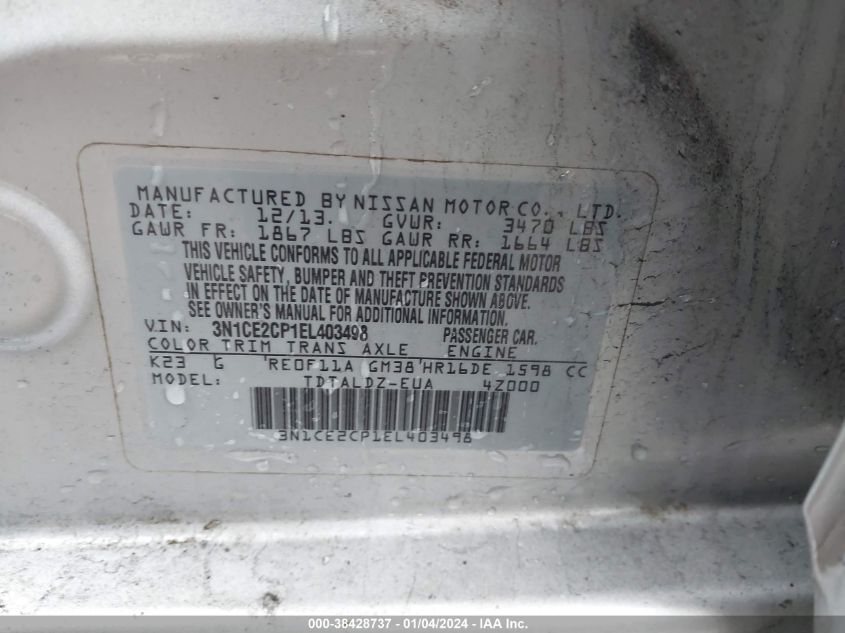 MANUFACTURED BY NISSAN MOTOR CO., LTD.
DATE: 12/13. GVWR: 3470 LBS
GAWR FR: 1867 LBS GAWR RR: 1664 LBS
THIS VEHICLE CONFORMS TO ALL APPLICABLE FEDERAL MOTOR
VEHICLE SAFETY, BUMPER AND THEFT PREVENTION STANDARDS
IN EFFECT ON THE DATE OF MANUFACTURE SHOWN ABOVE.
SEE OWNER'S MANUAL FOR ADDITIONAL INFORMATION.
VIN: 3N1CE2CP1EL403498 PASSENGER CAR.
COLOR TRIM TRANS AXLE ENGINE
K23 G 'RE0F11A GM38'HR16DE 1598 CC
TDTALDZ-EUA 4Z000
3N1CE2CP1EL403498
000-38428737 - 01/04/2024 - IAAI.com